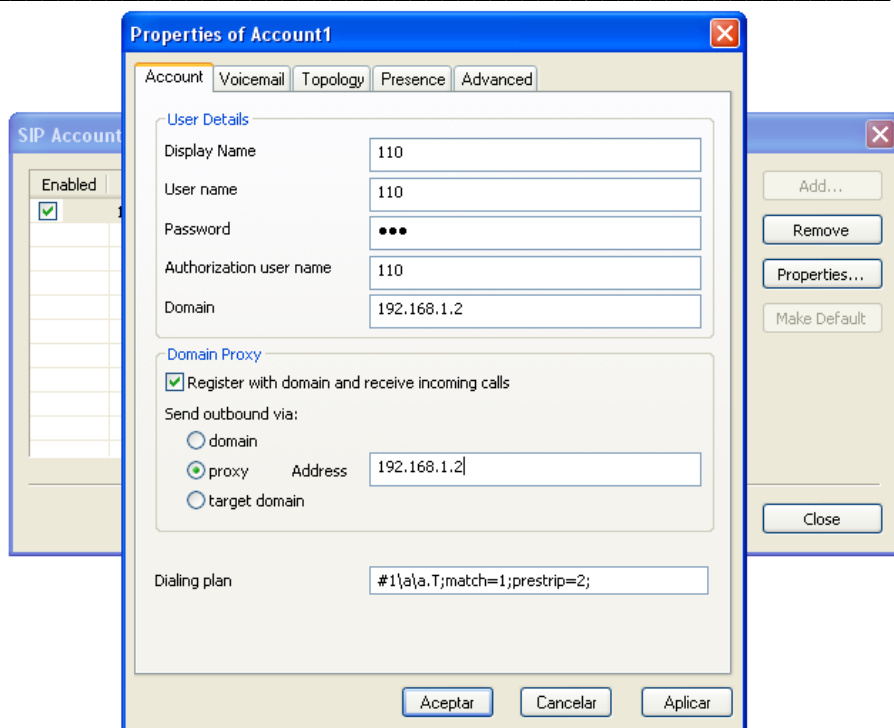 Properties of Account1
Account Voicemail Topology Presence Advanced
SIP Account
Enabled
1
User Details
Display Name 110
User name 110
Password •••
Authorization user name 110
Domain 192.168.1.2
Domain Proxy
Register with domain and receive incoming calls
Send outbound via:
domain
proxy Address 192.168.1.2
target domain
Dialing plan #1\a\a.T;match=1;prestrip=2;
Aceptar Cancelar Aplicar
Add...
Remove
Properties...
Make Default
Close